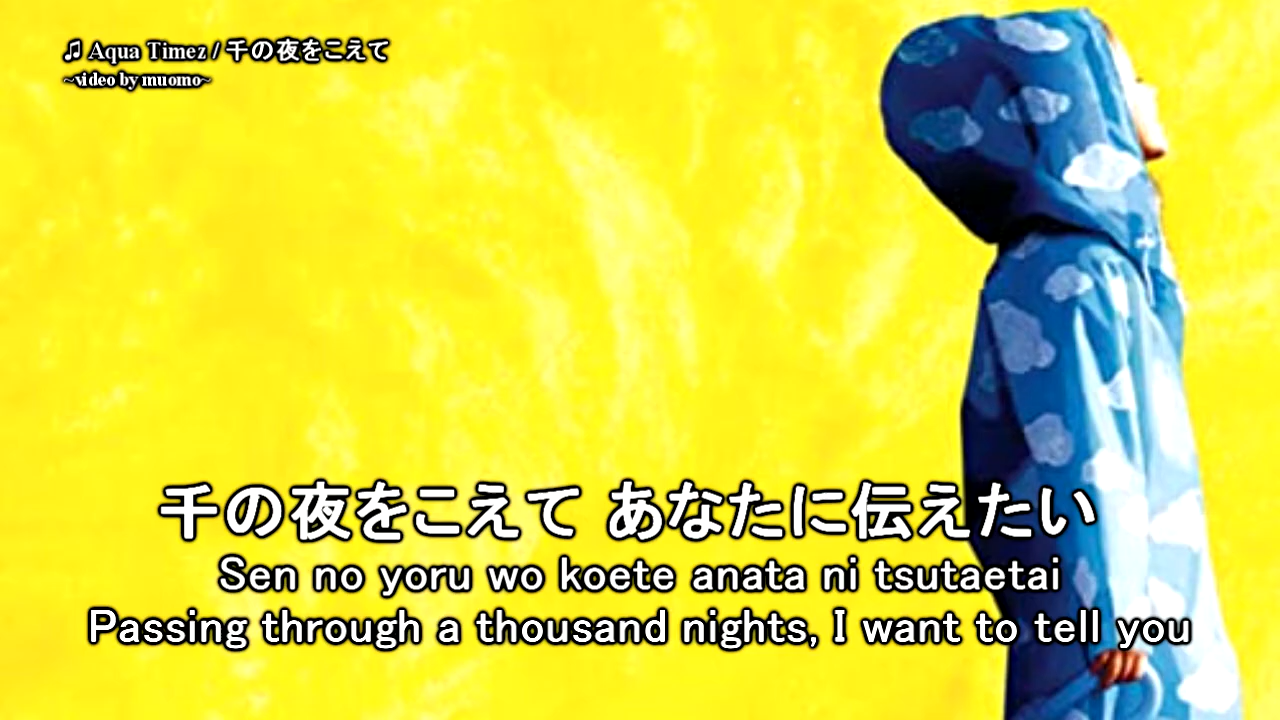 ♫ Aqua Timez / 千の夜をこえて
~video by muomo~
千の夜をこえて あなたに伝えたい
Sen no yoru wo koete anata ni tsutaetai
Passing through a thousand nights, I want to tell you